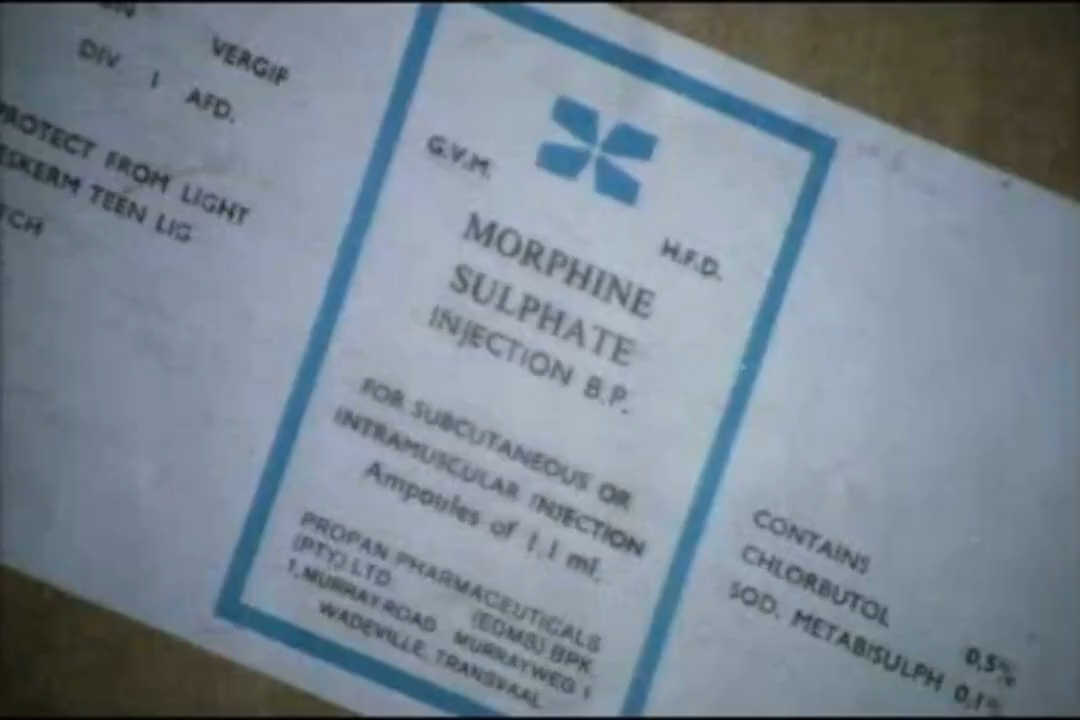 VERGIF
DIV 1 AFD.
PROTECT FROM LIGHT
BESKERM TEEN LIG
G.V.M.
H.F.D.
MORPHINE
SULPHATE
INJECTION B.P.
FOR SUBCUTANEOUS OR
INTRAMUSCULAR INJECTION
Ampoules of 1,1 ml.
PROPAN PHARMACEUTICALS
(PTY.) LTD. (EDMS) BPK.
1, MURRAY ROAD MURRAYWEG 1
WADEVILLE, TRANSVAAL
CONTAINS
CHLORBUTOL 0,5%
SOD. METABISULPH 0,1%